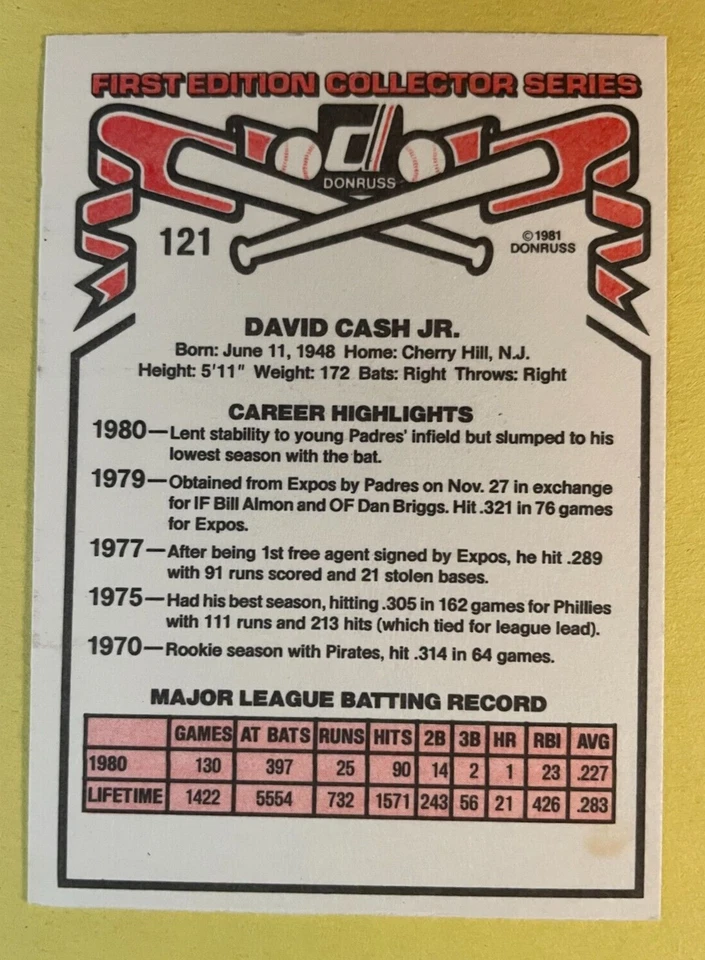 FIRST EDITION COLLECTOR SERIES
d
DONRUSS
121
©1981
DONRUSS
DAVID CASH JR.
Born: June 11, 1948 Home: Cherry Hill, N.J.
Height: 5'11" Weight: 172 Bats: Right Throws: Right
CAREER HIGHLIGHTS
1980—Lent stability to young Padres' infield but slumped to his
lowest season with the bat.
1979—Obtained from Expos by Padres on Nov. 27 in exchange
for IF Bill Almon and OF Dan Briggs. Hit .321 in 76 games
for Expos.
1977—After being 1st free agent signed by Expos, he hit .289
with 91 runs scored and 21 stolen bases.
1975—Had his best season, hitting .305 in 162 games for Phillies
with 111 runs and 213 hits (which tied for league lead).
1970—Rookie season with Pirates, hit .314 in 64 games.
MAJOR LEAGUE BATTING RECORD
GAMES AT BATS RUNS HITS 2B 3B HR RBI AVG
1980 130 397 25 90 14 2 1 23 .227
LIFETIME 1422 5554 732 1571 243 56 21 426 .283